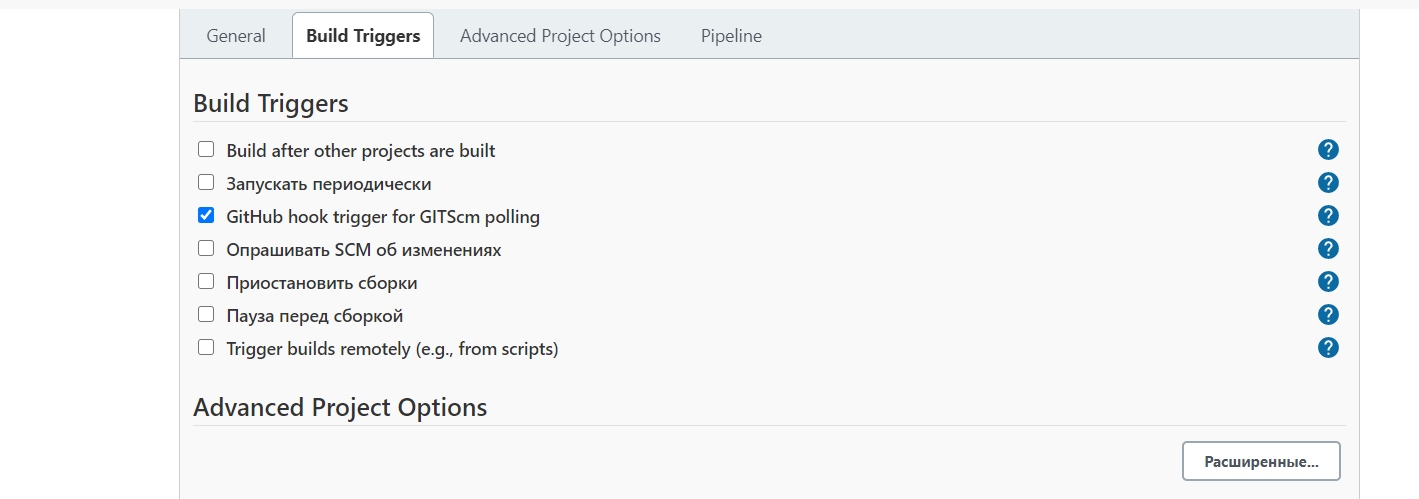 General Build Triggers Advanced Project Options Pipeline
Build Triggers
Build after other projects are built ?
Запускать периодически ?
GitHub hook trigger for GITScm polling ?
Опрашивать SCM об изменениях ?
Приостановить сборки ?
Пауза перед сборкой ?
Trigger builds remotely (e.g., from scripts) ?
Advanced Project Options
Расширенные...